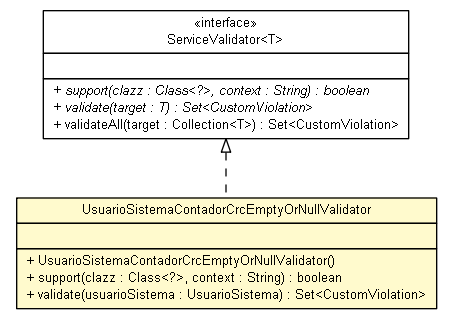 «interface»
ServiceValidator<T>
+ support(clazz : Class<?>, context : String) : boolean
+ validate(target : T) : Set<CustomViolation>
+ validateAll(target : Collection<T>) : Set<CustomViolation>
UsuarioSistemaContadorCrcEmptyOrNullValidator
+ UsuarioSistemaContadorCrcEmptyOrNullValidator()
+ support(clazz : Class<?>, context : String) : boolean
+ validate(usuarioSistema : UsuarioSistema) : Set<CustomViolation>